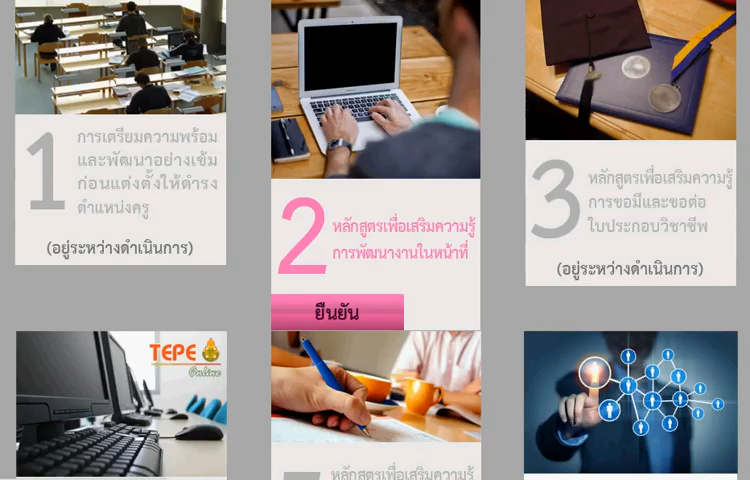 1
การเตรียมความพร้อม
และพัฒนาอย่างเข้ม
ก่อนแต่งตั้งให้ดำรง
ตำแหน่งครู
(อยู่ระหว่างดำเนินการ)
2
หลักสูตรเพื่อเสริมความรู้
การพัฒนางานในหน้าที่
ยืนยัน
3
หลักสูตรเพื่อเสริมความรู้
การขอมีและขอต่อ
ใบประกอบวิชาชีพ
(อยู่ระหว่างดำเนินการ)
TEPE
Online
หลักสูตรเพื่อเสริมความรู้